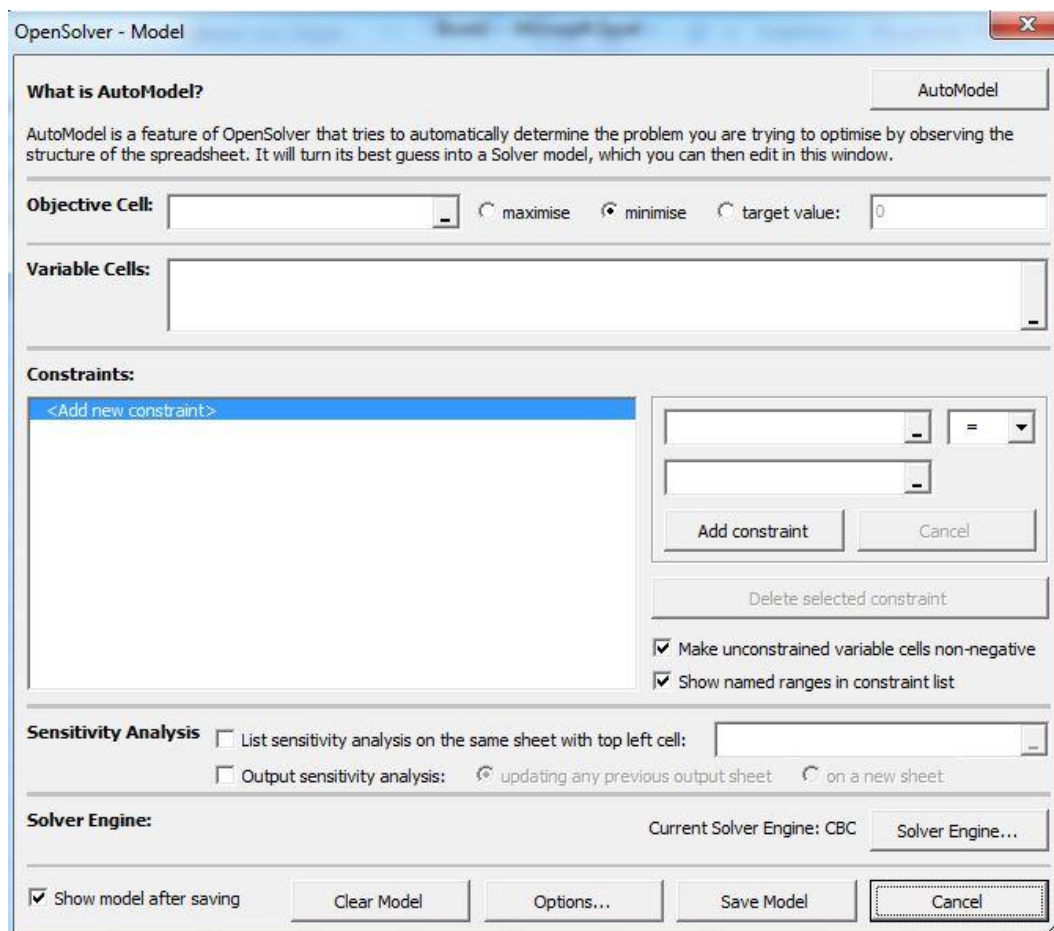 OpenSolver - Model
What is AutoModel?
AutoModel
AutoModel is a feature of OpenSolver that tries to automatically determine the problem you are trying to optimise by observing the
structure of the spreadsheet. It will turn its best guess into a Solver model, which you can then edit in this window.
Objective Cell: maximise minimise target value: 0
Variable Cells:
Constraints:
<Add new constraint>
=
Add constraint Cancel
Delete selected constraint
Make unconstrained variable cells non-negative
Show named ranges in constraint list
Sensitivity Analysis List sensitivity analysis on the same sheet with top left cell:
Output sensitivity analysis: updating any previous output sheet on a new sheet
Solver Engine: Current Solver Engine: CBC Solver Engine...
Show model after saving Clear Model Options... Save Model Cancel